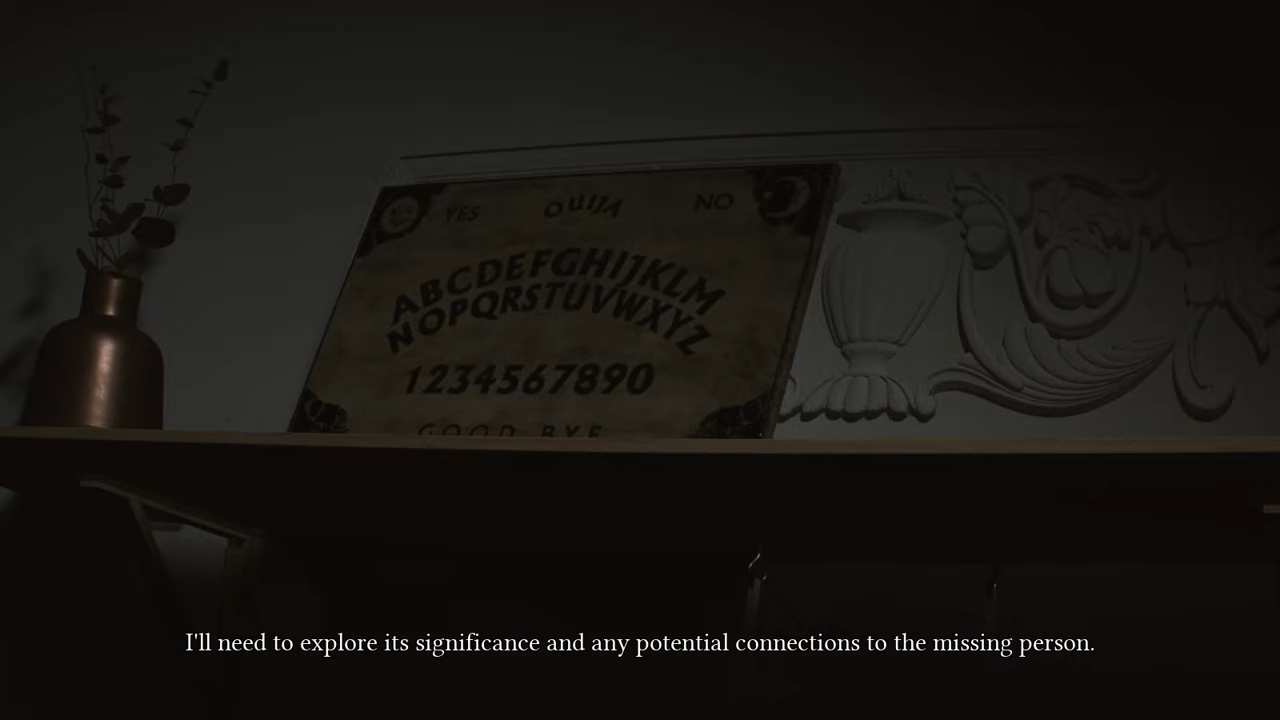 YES OUIJA NO
ABCDEFGHIJKLM
NOPQRSTUVWXYZ
1234567890
GOOD BYE
I'll need to explore its significance and any potential connections to the missing person.